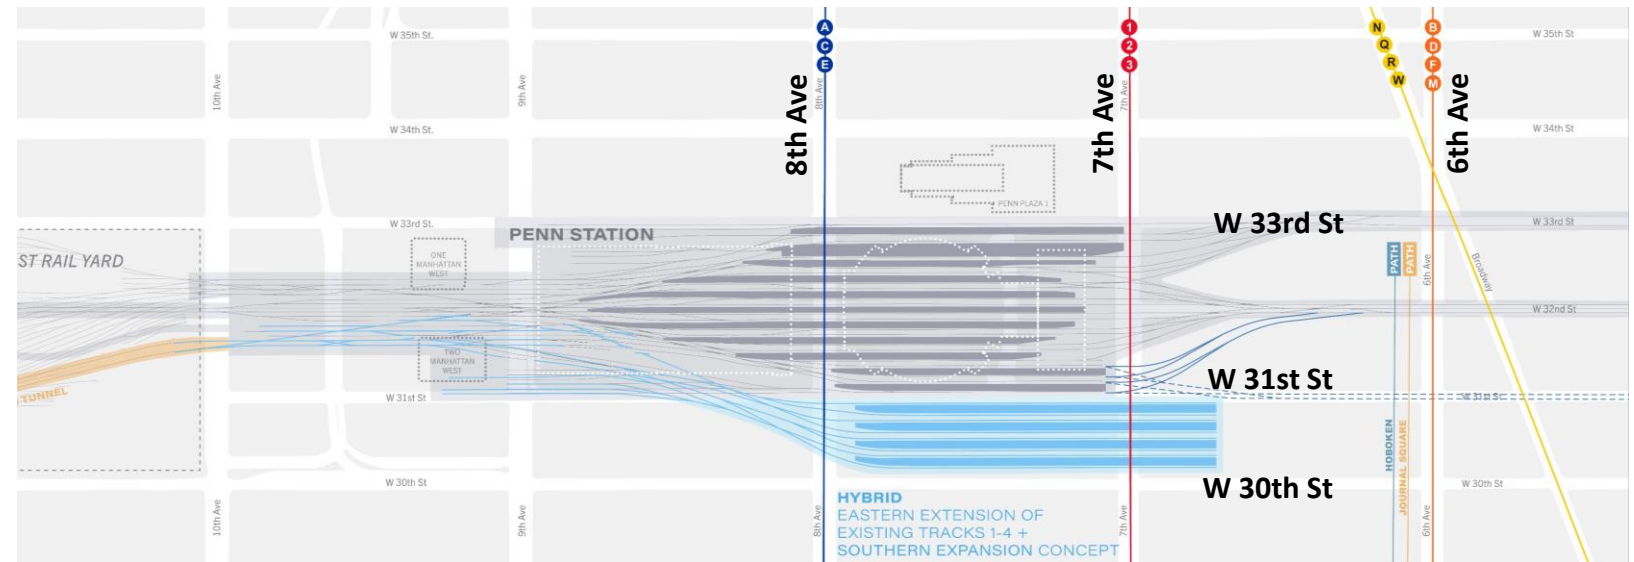 W 35th St.
W 35th St
A
C
E
1
2
3
N
Q
R
W
B
D
F
M
10th Ave
9th Ave
8th Ave
8th Ave
7th Ave
7th Ave
6th Ave
W 34th St.
W 34th St
PENN PLAZA 1
W 33rd St.
W 33rd St
W 33rd St
PENN STATION
ST RAIL YARD
ONE
MANHATTAN
WEST
PATH
PATH
6th Ave
Broadway
W 32nd St
TWO
MANHATTAN
WEST
TUNNEL
W 31st St
W 31st St
W 31st St
HOBOKEN
JOURNAL SQUARE
W 30th St
W 30th St
W 30th St
10th Ave
9th Ave
8th Ave
7th Ave
6th Ave
HYBRID
EASTERN EXTENSION OF
EXISTING TRACKS 1-4 +
SOUTHERN EXPANSION CONCEPT